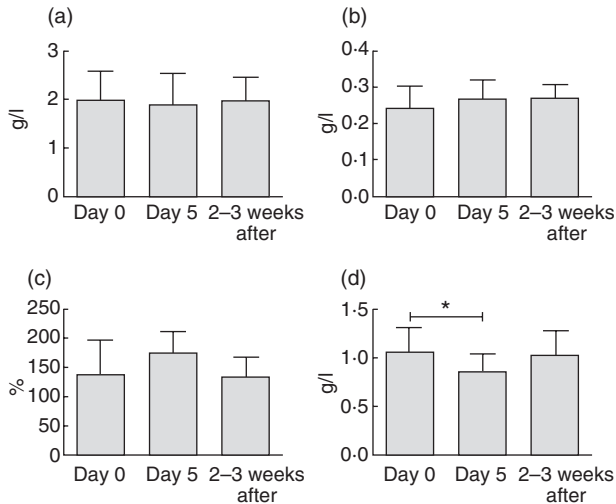 (a)
3
2
1
0
g/l
Day 0 Day 5 2–3 weeks
after
(b)
0·4
0·3
0·2
0·1
0·0
g/l
Day 0 Day 5 2–3 weeks
after
(c)
250
200
150
100
50
0
%
Day 0 Day 5 2–3 weeks
after
(d)
1·5
1·0
0·5
0·0
g/l
*
Day 0 Day 5 2–3 weeks
after